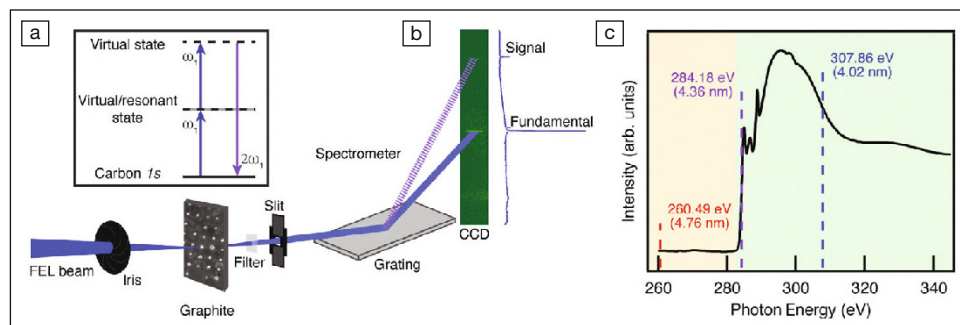 a
Virtual state
ω₁
Virtual/resonant
state
ω₁
2ω₁
Carbon 1s
FEL beam
Iris
Graphite
Filter
Slit
Spectrometer
Grating
b
Signal
Fundamental
CCD
c
Intensity (arb. units)
284.18 eV
(4.36 nm)
307.86 eV
(4.02 nm)
260.49 eV
(4.76 nm)
260
280
300
320
340
Photon Energy (eV)